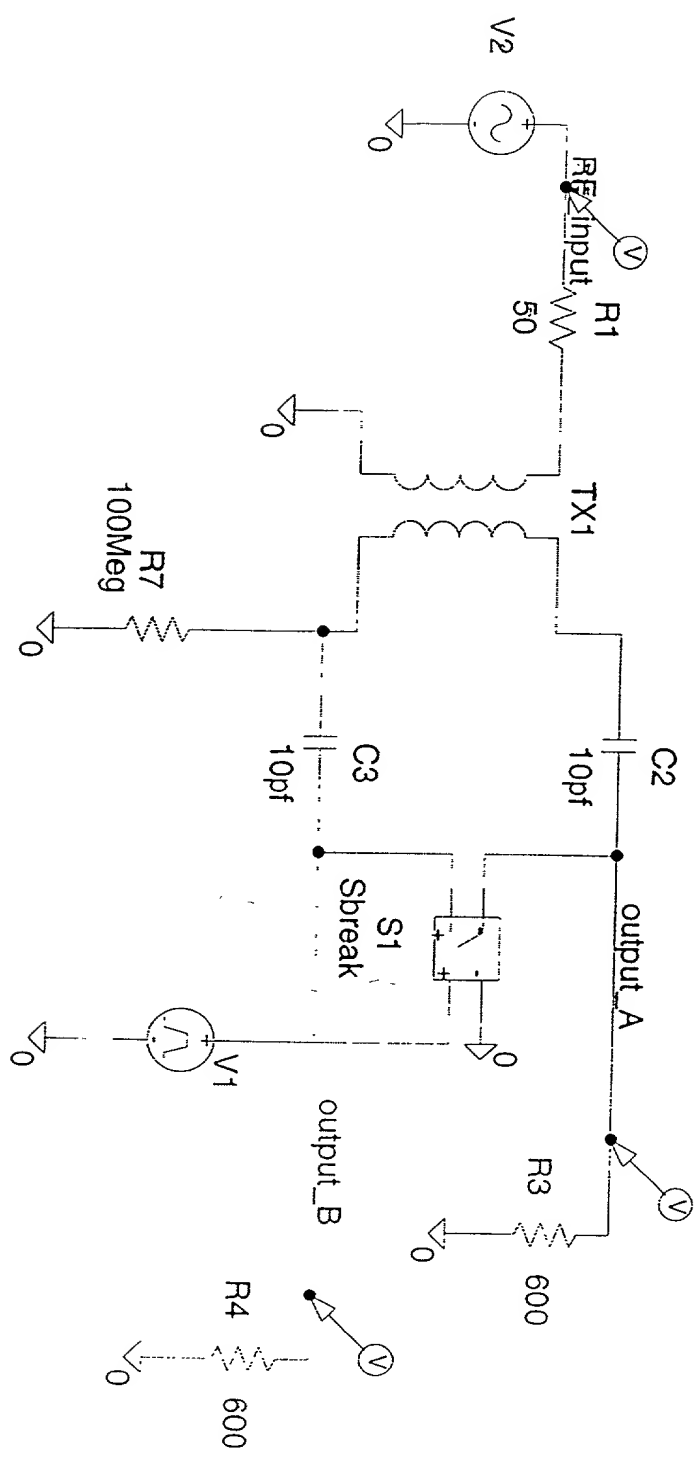 V2
0
RF_input
V
R1
50
0
TX1
R7
100Meg
0
C2
10pf
C3
10pf
output_A
S1
Sbreak
+
-
+
0
V1
+
-
0
output_B
V
R3
600
0
V
R4
600
0